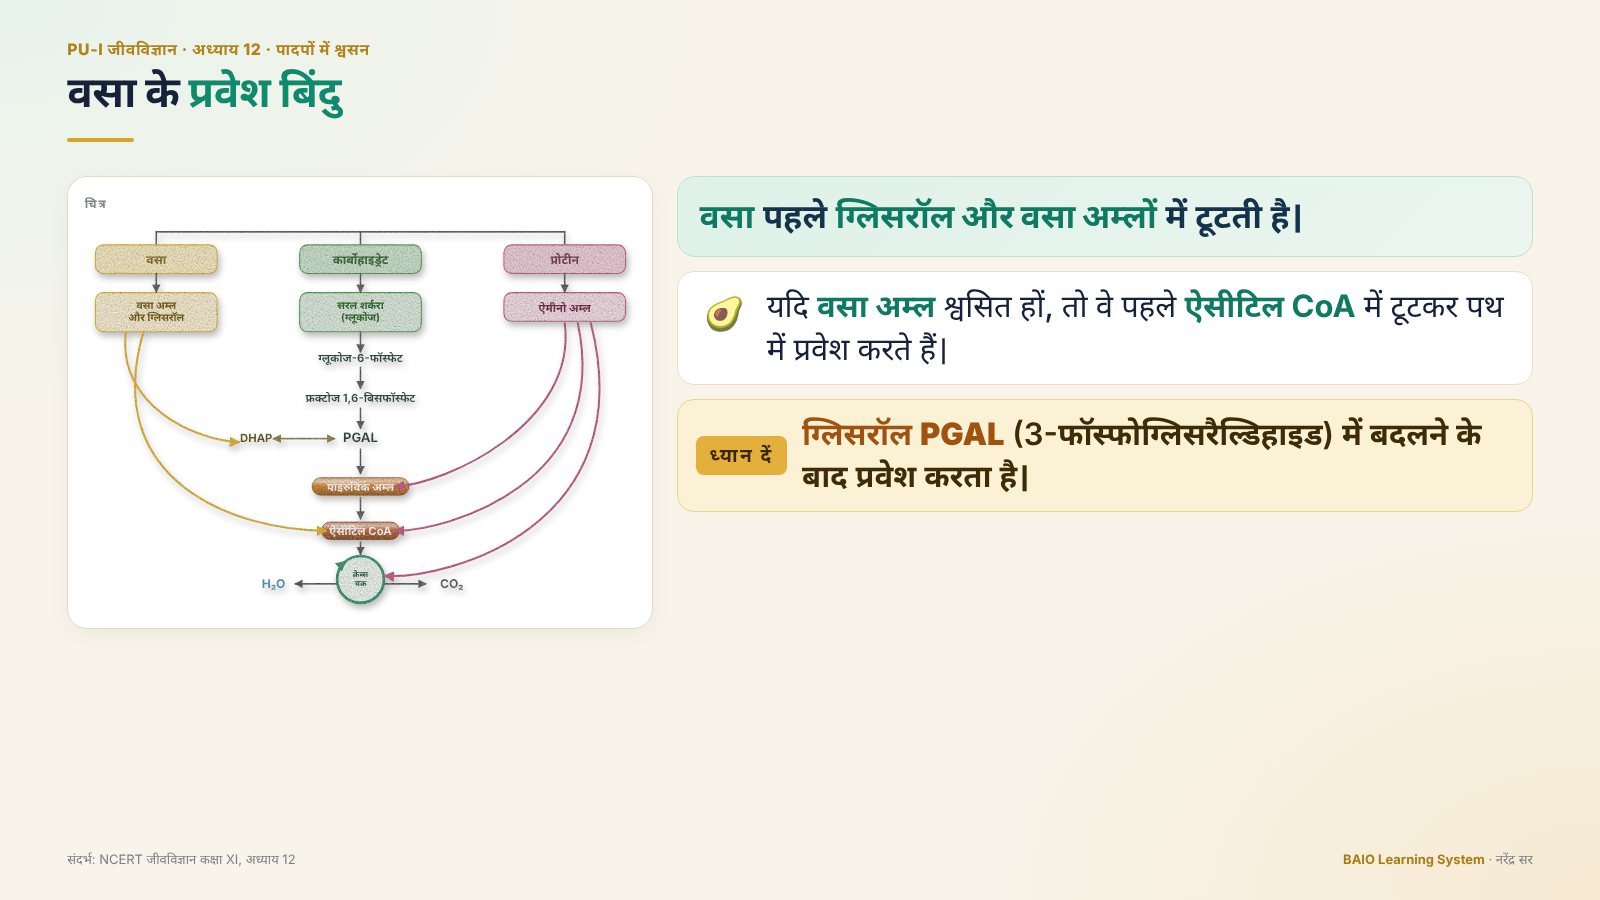 PU-I जीवविज्ञान · अध्याय 12 · पादपों में श्वसन
वसा के प्रवेश बिंदु
चित्र
वसा
कार्बोहाइड्रेट
प्रोटीन
वसा अम्ल
और ग्लिसरॉल
सरल शर्करा
(ग्लूकोज)
ऐमीनो अम्ल
ग्लूकोज-6-फॉस्फेट
फ्रक्टोज 1,6-बिसफॉस्फेट
DHAP
PGAL
पाइरुविक अम्ल
ऐसीटिल CoA
क्रेब्स
चक्र
H₂O
CO₂
वसा पहले ग्लिसरॉल और वसा अम्लों में टूटती है|
🥑 यदि वसा अम्ल श्वसित हों, तो वे पहले ऐसीटिल CoA में टूटकर पथ
में प्रवेश करते हैं|
ध्यान दें
ग्लिसरॉल PGAL (3-फॉस्फोग्लिसरैल्डिहाइड) में बदलने के
बाद प्रवेश करता है|
संदर्भ: NCERT जीवविज्ञान कक्षा XI, अध्याय 12
BAIO Learning System · नरेंद्र सर